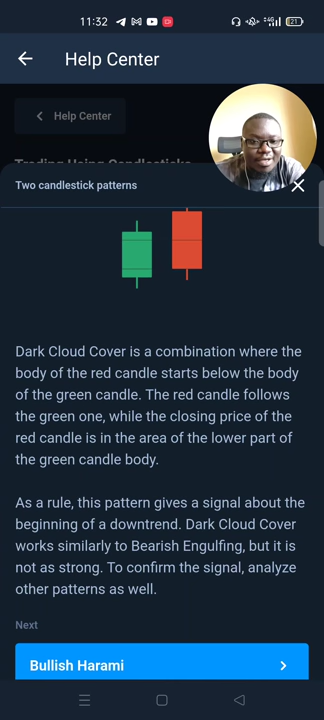 11:32
21
Help Center
Help Center
Trading Using Candlesticks
Two candlestick patterns
Dark Cloud Cover is a combination where the
body of the red candle starts below the body
of the green candle. The red candle follows
the green one, while the closing price of the
red candle is in the area of the lower part of
the green candle body.
As a rule, this pattern gives a signal about the
beginning of a downtrend. Dark Cloud Cover
works similarly to Bearish Engulfing, but it is
not as strong. To confirm the signal, analyze
other patterns as well.
Next
Bullish Harami